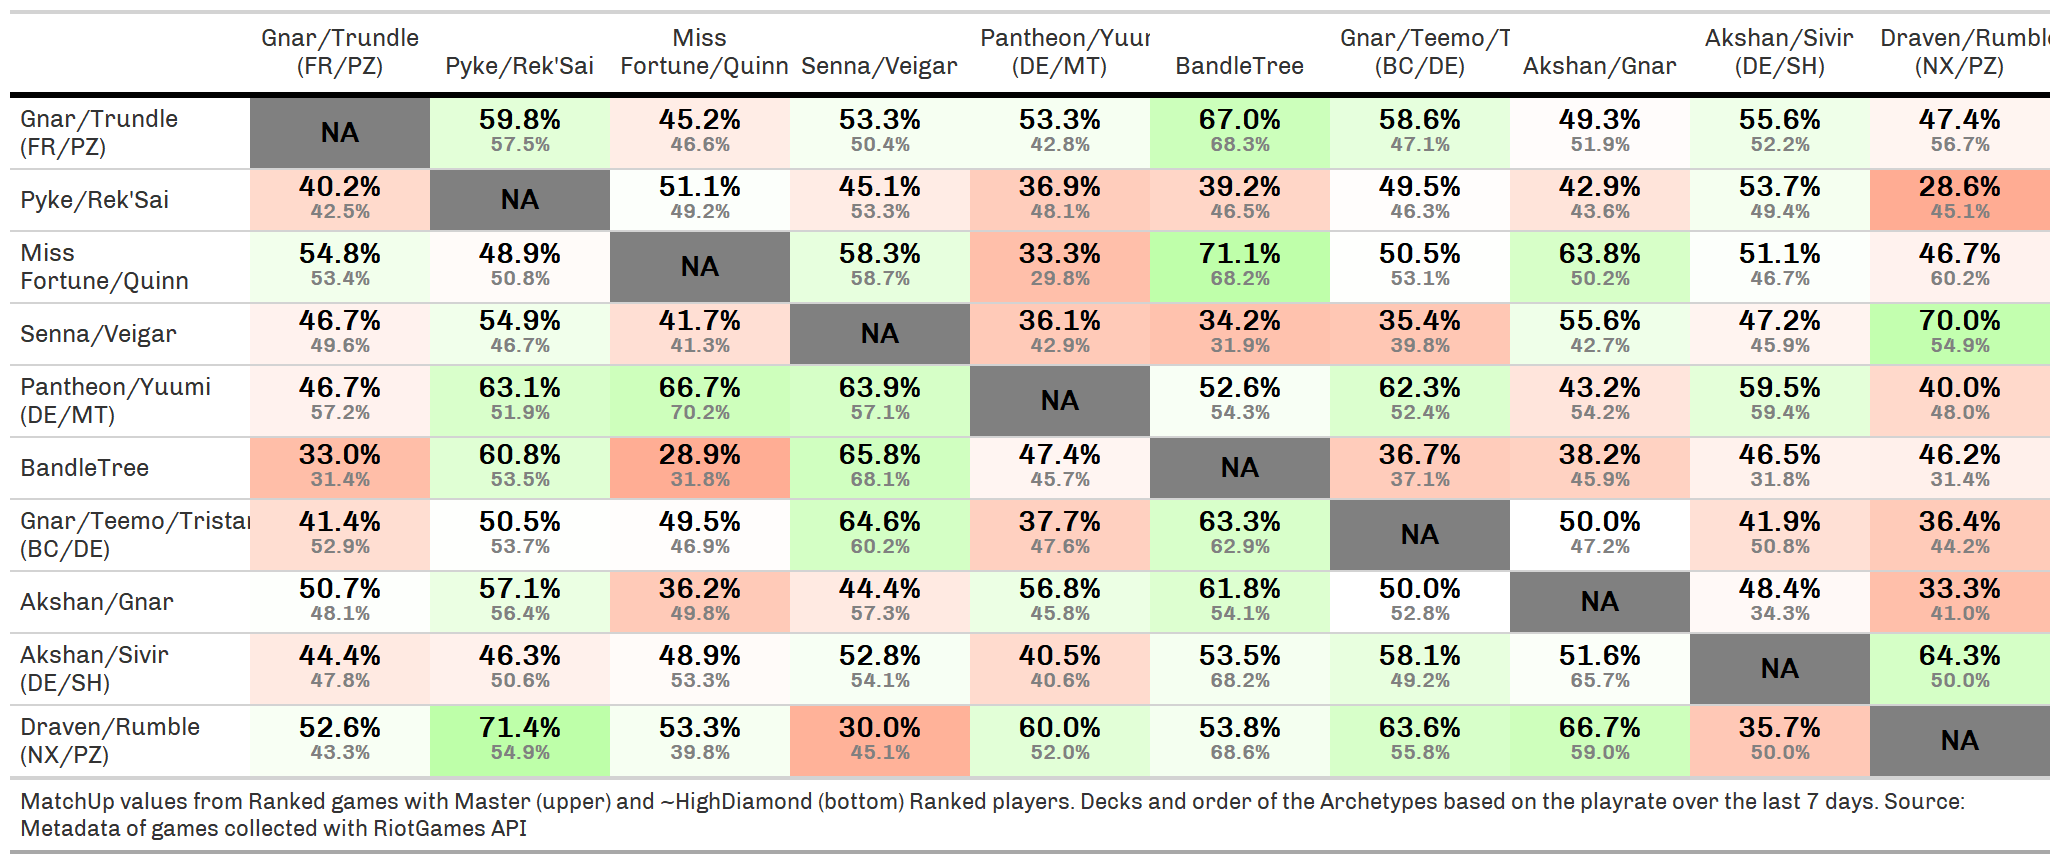 Gnar/Trundle Miss Pantheon/Yuur Gnar/Teemo/T Akshan/Sivir Draven/Rumble
(FR/PZ) Pyke/Rek'Sai Fortune/Quinn Senna/Veigar (DE/MT) BandleTree (BC/DE) Akshan/Gnar (DE/SH) (NX/PZ)
Gnar/Trundle 59.8% 45.2% 53.3% 53.3% 67.0% 58.6% 49.3% 55.6% 47.4%
(FR/PZ) NA 57.5% 46.6% 50.4% 42.8% 68.3% 47.1% 51.9% 52.2% 56.7%
40.2% 51.1% 45.1% 36.9% 39.2% 49.5% 42.9% 53.7% 28.6%
Pyke/Rek'Sai 42.5% NA 49.2% 53.3% 48.1% 46.5% 46.3% 43.6% 49.4% 45.1%
Miss 54.8% 48.9% 58.3% 33.3% 71.1% 50.5% 63.8% 51.1% 46.7%
Fortune/Quinn 53.4% 50.8% NA 58.7% 29.8% 68.2% 53.1% 50.2% 46.7% 60.2%
46.7% 54.9% 41.7% 36.1% 34.2% 35.4% 55.6% 47.2% 70.0%
Senna/Veigar 49.6% 46.7% 41.3% NA 42.9% 31.9% 39.8% 42.7% 45.9% 54.9%
Pantheon/Yuumi 46.7% 63.1% 66.7% 63.9% 52.6% 62.3% 43.2% 59.5% 40.0%
(DE/MT) 57.2% 51.9% 70.2% 57.1% NA 54.3% 52.4% 54.2% 59.4% 48.0%
33.0% 60.8% 28.9% 65.8% 47.4% 36.7% 38.2% 46.5% 46.2%
BandleTree 31.4% 53.5% 31.8% 68.1% 45.7% NA 37.1% 45.9% 31.8% 31.4%
Gnar/Teemo/Tristar 41.4% 50.5% 49.5% 64.6% 37.7% 63.3% 50.0% 41.9% 36.4%
(BC/DE) 52.9% 53.7% 46.9% 60.2% 47.6% 62.9% NA 47.2% 50.8% 44.2%
50.7% 57.1% 36.2% 44.4% 56.8% 61.8% 50.0% 48.4% 33.3%
Akshan/Gnar 48.1% 56.4% 49.8% 57.3% 45.8% 54.1% 52.8% NA 34.3% 41.0%
Akshan/Sivir 44.4% 46.3% 48.9% 52.8% 40.5% 53.5% 58.1% 51.6% 64.3%
(DE/SH) 47.8% 50.6% 53.3% 54.1% 40.6% 68.2% 49.2% 65.7% NA 50.0%
Draven/Rumble 52.6% 71.4% 53.3% 30.0% 60.0% 53.8% 63.6% 66.7% 35.7%
(NX/PZ) 43.3% 54.9% 39.8% 45.1% 52.0% 68.6% 55.8% 59.0% 50.0% NA
MatchUp values from Ranked games with Master (upper) and ~HighDiamond (bottom) Ranked players. Decks and order of the Archetypes based on the playrate over the last 7 days. Source:
Metadata of games collected with RiotGames API